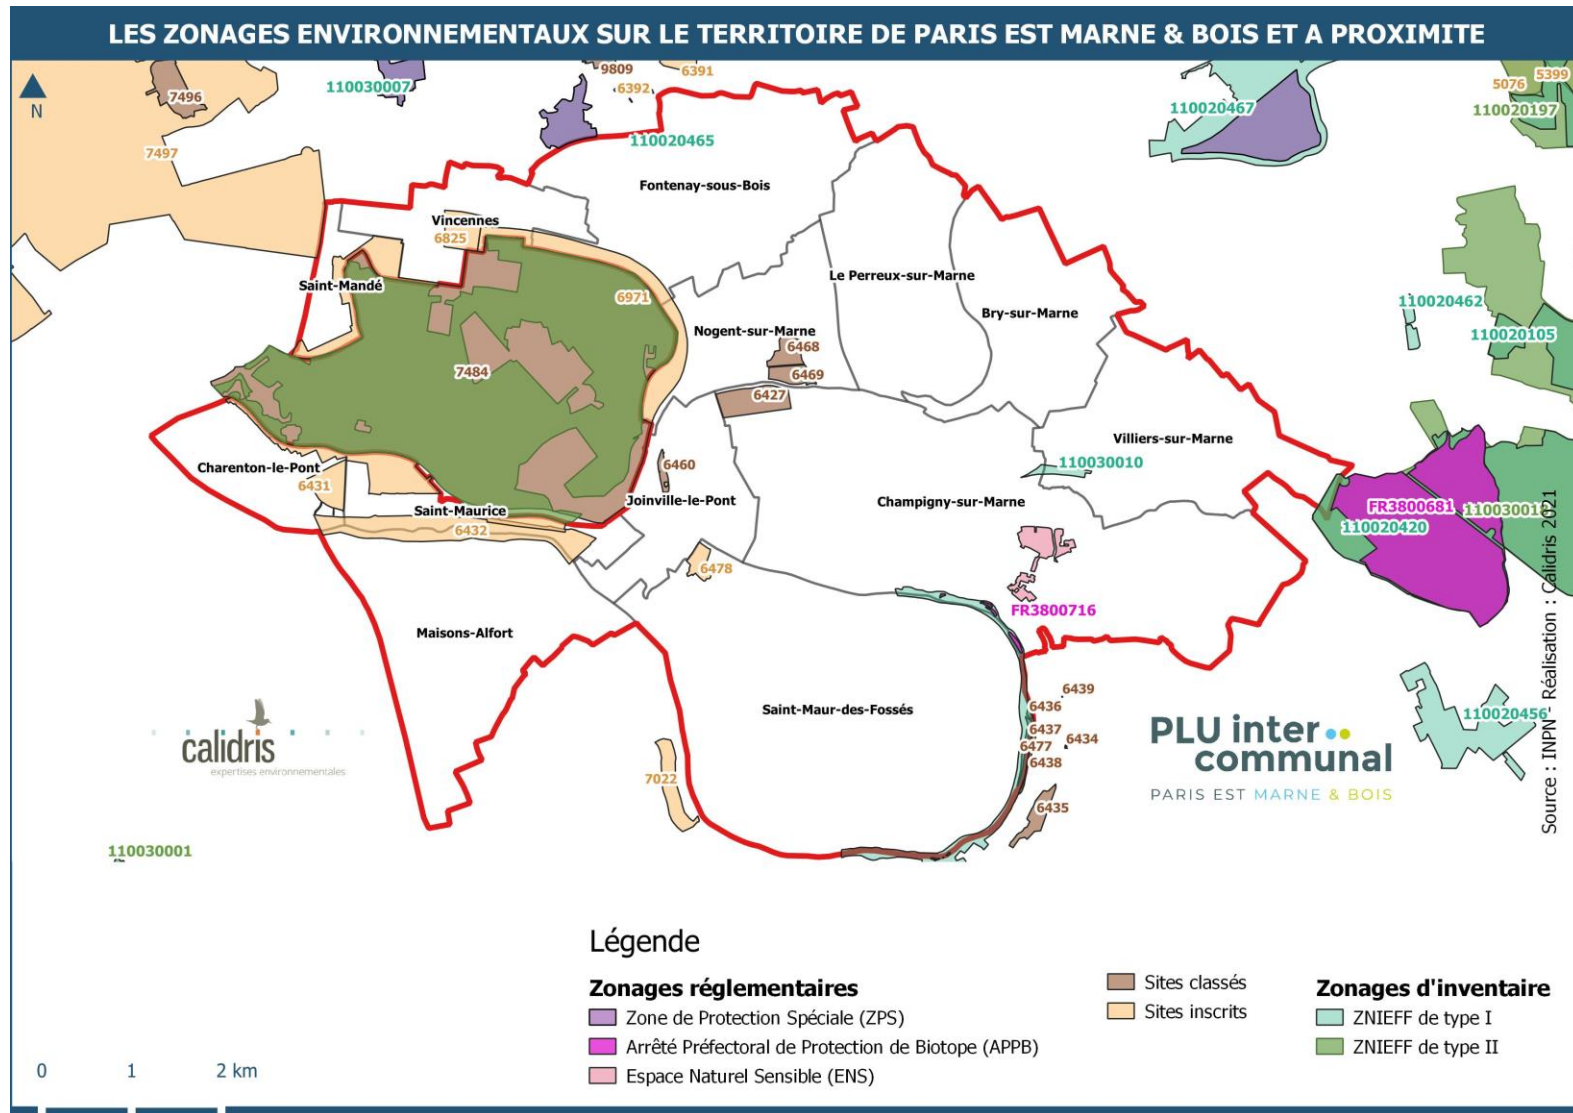 LES ZONAGES ENVIRONNEMENTAUX SUR LE TERRITOIRE DE PARIS EST MARNE & BOIS ET A PROXIMITE
N
7496
110030007
9809
6391
6392
110020467
5399
5076
110020197
7497
110020465
Fontenay-sous-Bois
Vincennes
6825
Le Perreux-sur-Marne
Saint-Mandé
6971
110020462
Bry-sur-Marne
Nogent-sur-Marne
110020105
6468
7484
6469
6427
Villiers-sur-Marne
110030010
Charenton-le-Pont
6460
6431
Joinville-le-Pont
Champigny-sur-Marne
FR3800681
Saint-Maurice
110020420
6432
6478
FR3800716
Maisons-Alfort
6439
Saint-Maur-des-Fossés
6436
110020456
6437
6434
6477
6438
7022
6435
110030001
calidris
expertises environnementales
PLU inter
communal
PARIS EST MARNE & BOIS
Source : INPN - Réalisation : Calidris 2021
Légende
Zonages réglementaires
Zone de Protection Spéciale (ZPS)
Arrêté Préfectoral de Protection de Biotope (APPB)
Espace Naturel Sensible (ENS)
Sites classés
Sites inscrits
Zonages d'inventaire
ZNIEFF de type I
ZNIEFF de type II
0 1 2 km